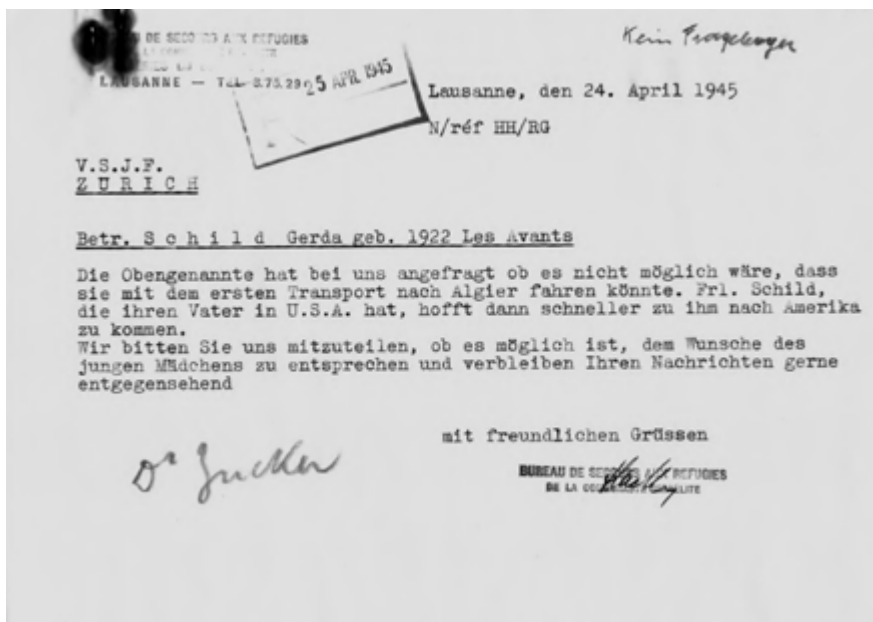 Kein Fragebogen
DE SECOURS AUX REFUGIES
LAUSANNE — TEL. 3.75.29
25 APR. 1945
Lausanne, den 24. April 1945
N/réf HH/RG
V.S.J.F.
Z U R I C H
Betr. S c h i l d Gerda geb. 1922 Les Avants
Die Obengenannte hat bei uns angefragt ob es nicht möglich wäre, dass
sie mit dem ersten Transport nach Algier fahren könnte. Frl. Schild,
die ihren Vater in U.S.A. hat, hofft dann schneller zu ihm nach Amerika
zu kommen.
Wir bitten Sie uns mitzuteilen, ob es möglich ist, dem Wunsche des
jungen Mädchens zu entsprechen und verbleiben Ihren Nachrichten gerne
entgegensehend
mit freundlichen Grüssen
Dr Zucker
BUREAU DE SECOURS AUX REFUGIES
DE LA